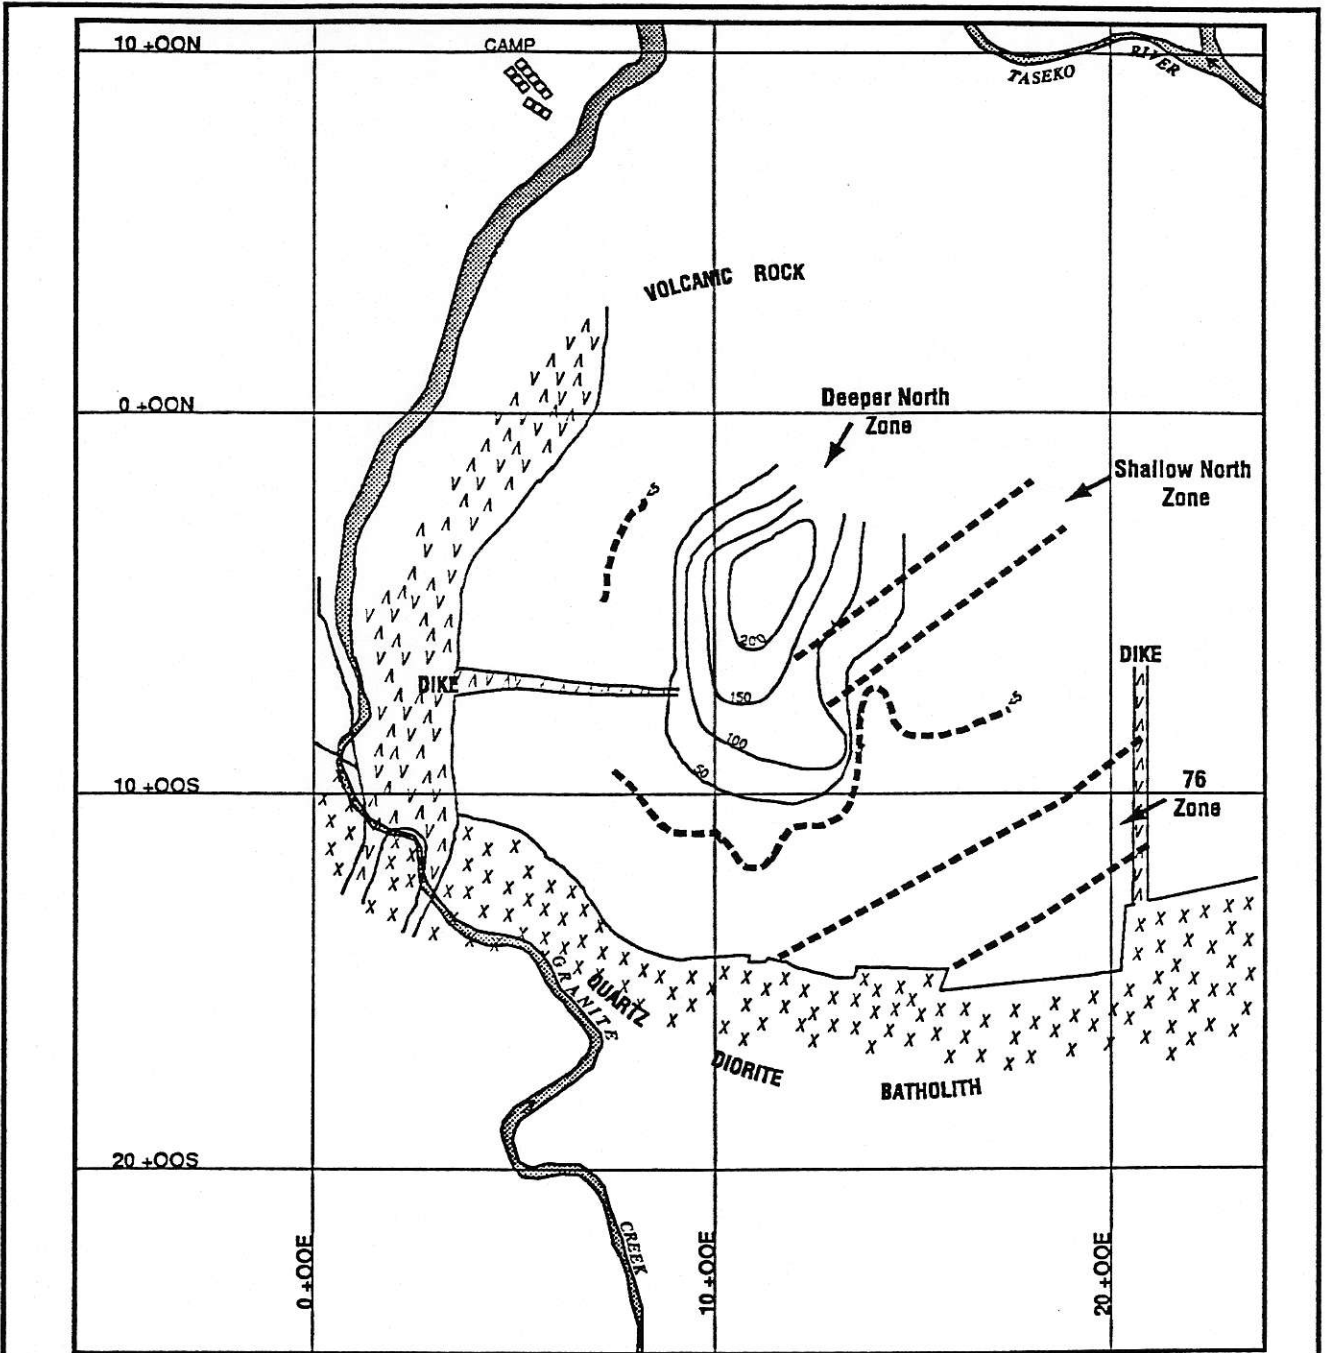 10 +OON
CAMP
TASEKO RIVER
VOLCANIC ROCK
0 +OON
Deeper North
Zone
Shallow North
Zone
200
DIKE
DIKE
150
100
50
10 +OOS
76
Zone
GRANITE
QUARTZ
DIORITE
BATHOLITH
20 +OOS
CREEK
0 +OOE
10 +OOE
20 +OOE